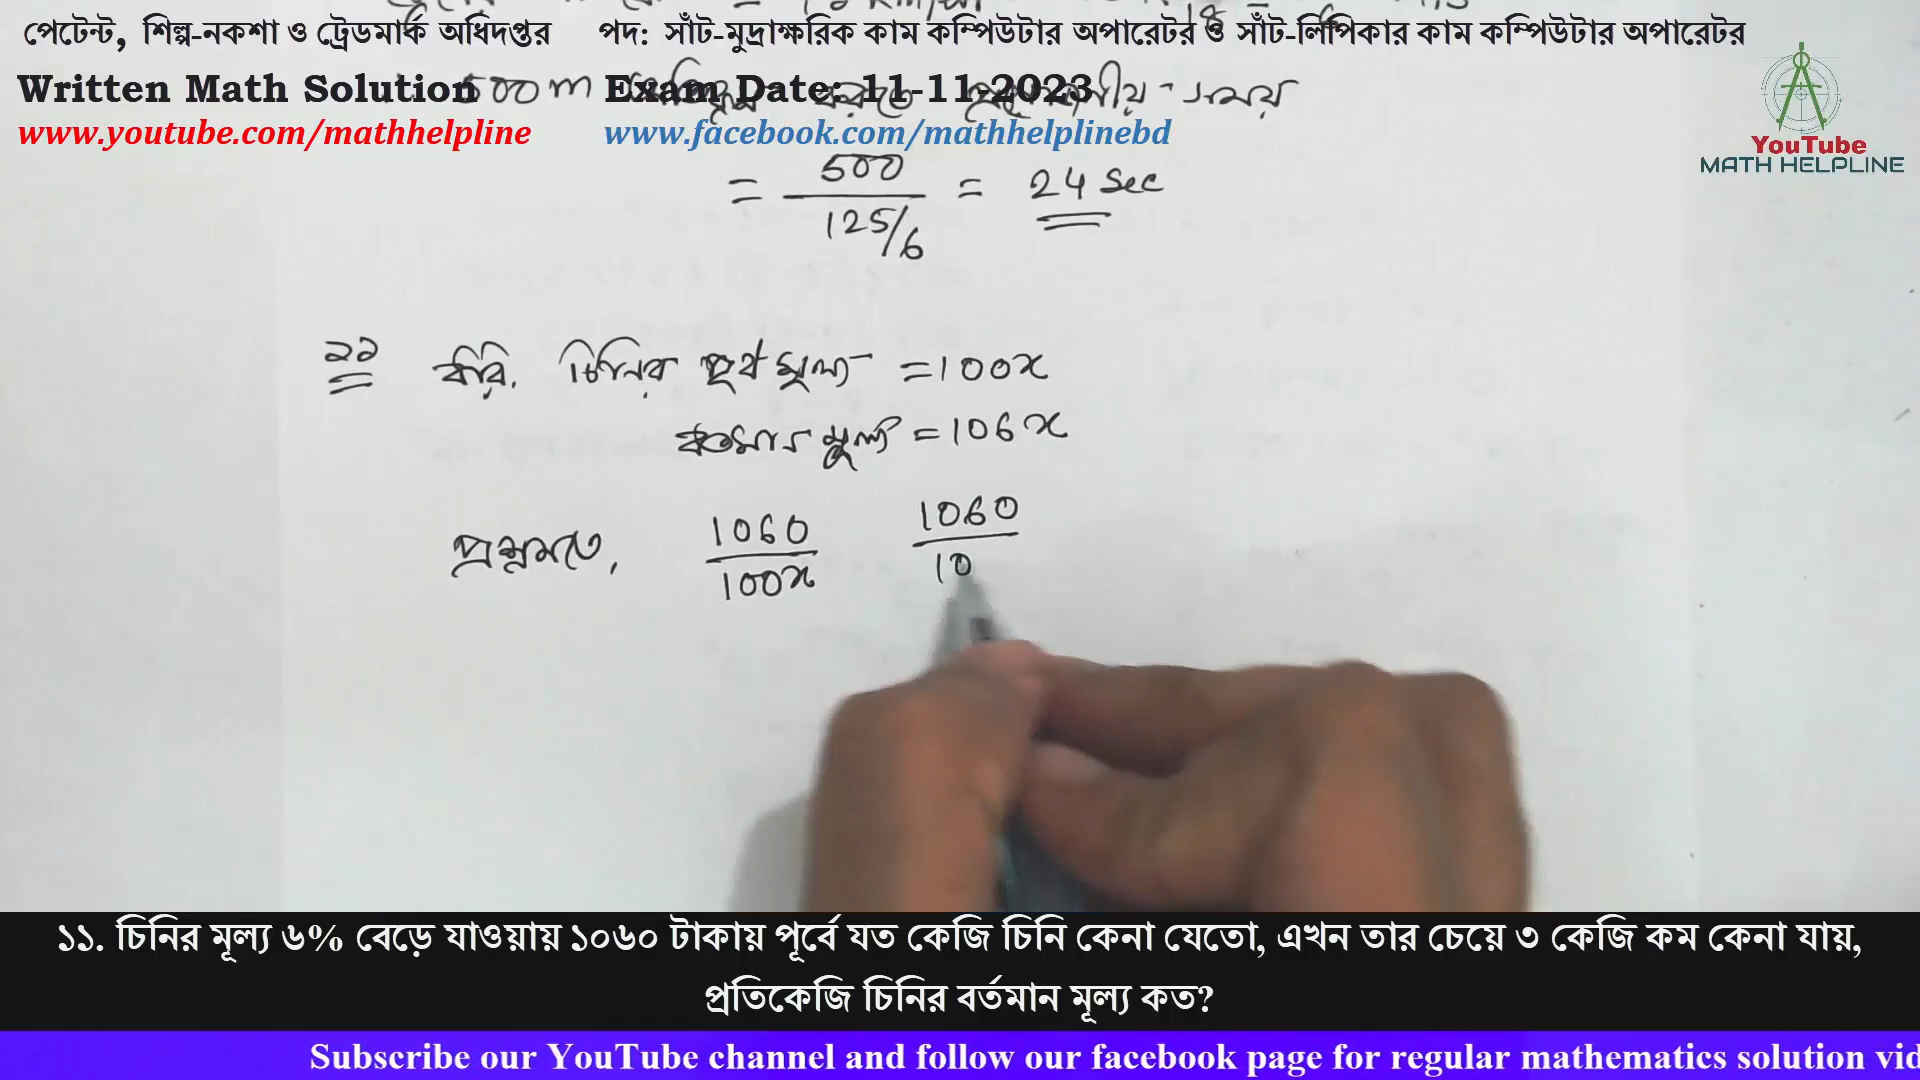 পেটেন্ট, শিল্প-নকশা ও ট্রেডমার্ক অধিদপ্তর পদ: সাঁট-মুদ্রাক্ষরিক কাম কম্পিউটার অপারেটর ও সাঁট-লিপিকার কাম কম্পিউটার অপারেটর
Written Math Solution Exam Date: 11-11-2023
500m সময়
www.youtube.com/mathhelpline www.facebook.com/mathhelplinebd
YouTube
MATH HELPLINE
= 500 / 125/6 = 24 sec
১১ ধরি, চিনির পূর্ব মূল্য = 100x
বর্তমান মূল্য = 106x
প্রশ্নমতে, 1060 / 100x 1060 / 10
১১. চিনির মূল্য ৬% বেড়ে যাওয়ায় ১০৬০ টাকায় পূর্বে যত কেজি চিনি কেনা যেতো, এখন তার চেয়ে ৩ কেজি কম কেনা যায়,
প্রতিকেজি চিনির বর্তমান মূল্য কত?
Subscribe our YouTube channel and follow our facebook page for regular mathematics solution vid